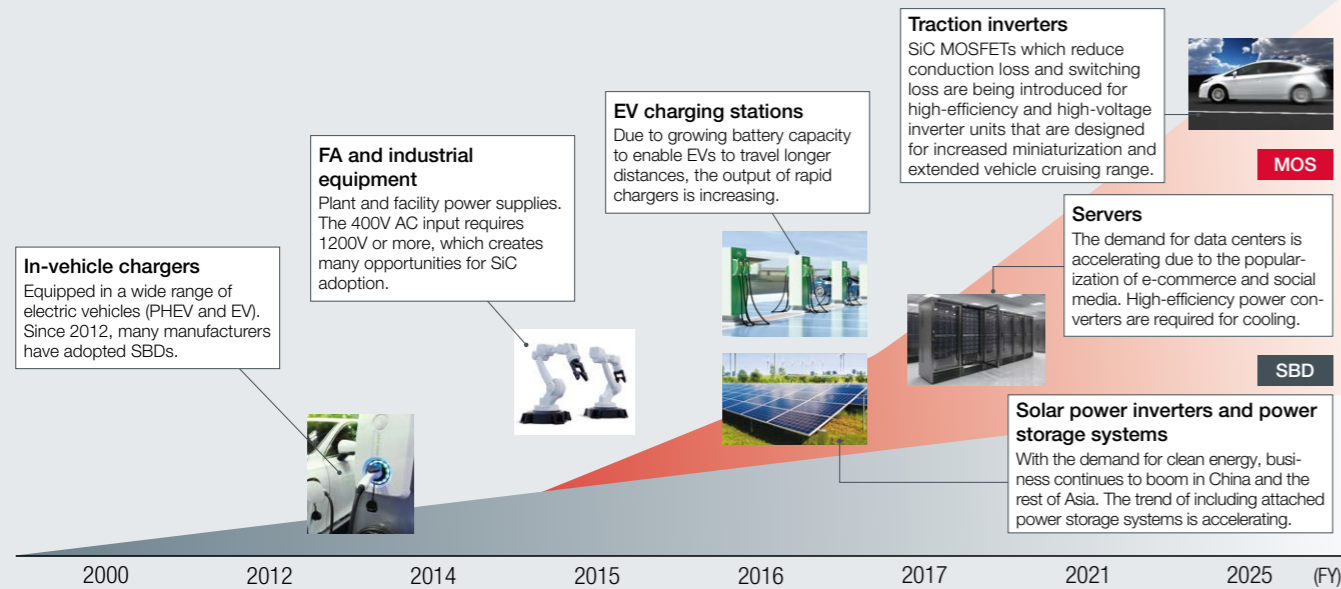 In-vehicle chargers
Equipped in a wide range of
electric vehicles (PHEV and EV).
Since 2012, many manufacturers
have adopted SBDs.
FA and industrial
equipment
Plant and facility power supplies.
The 400V AC input requires
1200V or more, which creates
many opportunities for SiC
adoption.
EV charging stations
Due to growing battery capacity
to enable EVs to travel longer
distances, the output of rapid
chargers is increasing.
Traction inverters
SiC MOSFETs which reduce
conduction loss and switching
loss are being introduced for
high-efficiency and high-voltage
inverter units that are designed
for increased miniaturization and
extended vehicle cruising range.
MOS
Servers
The demand for data centers is
accelerating due to the popular-
ization of e-commerce and social
media. High-efficiency power con-
verters are required for cooling.
SBD
Solar power inverters and power
storage systems
With the demand for clean energy, busi-
ness continues to boom in China and the
rest of Asia. The trend of including attached
power storage systems is accelerating.
2000 2012 2014 2015 2016 2017 2021 2025 (FY)